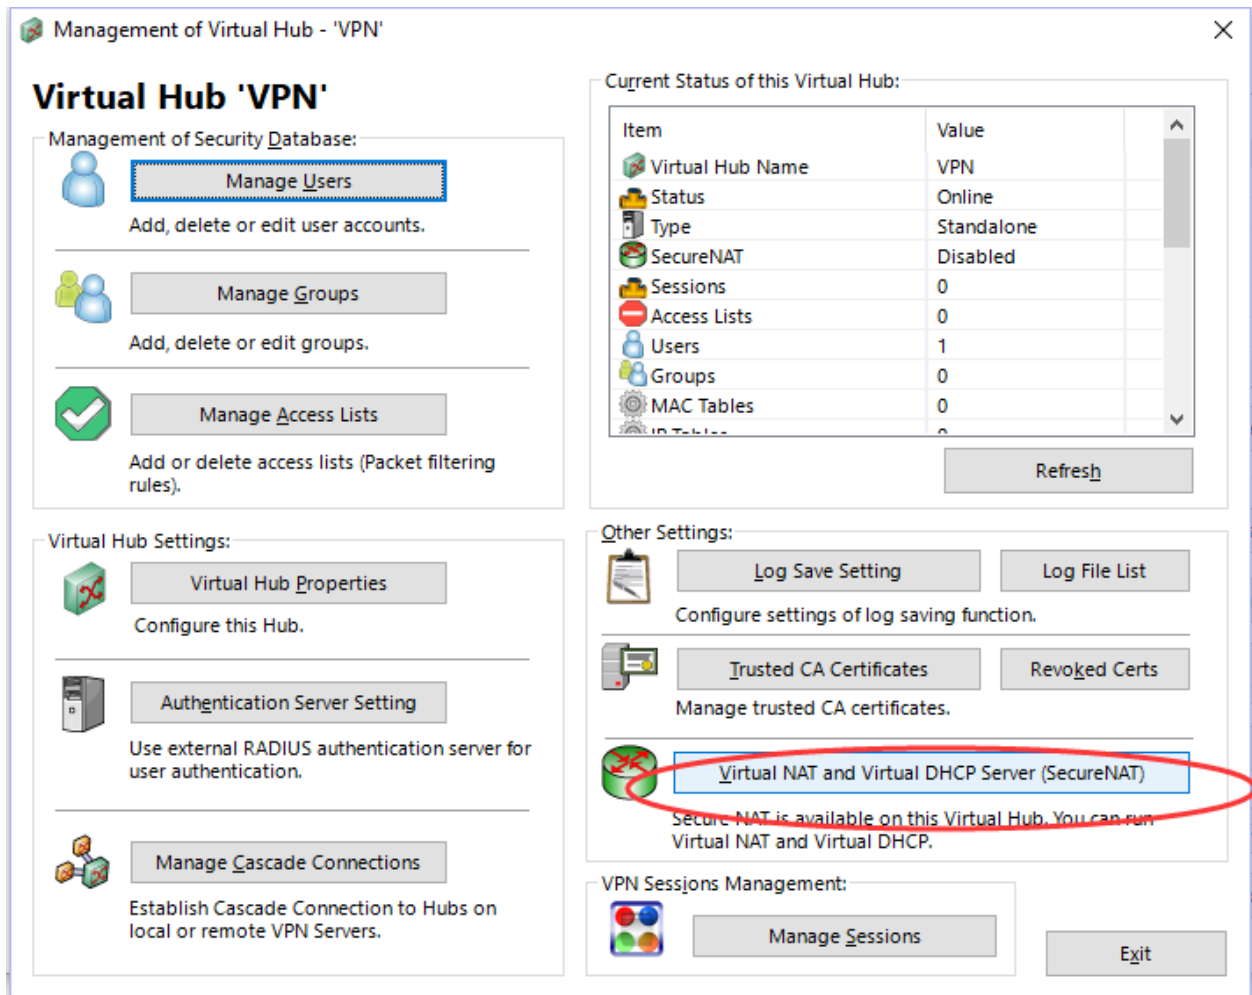 Management of Virtual Hub - 'VPN'
Virtual Hub 'VPN'
Management of Security Database:
Manage Users
Add, delete or edit user accounts.
Manage Groups
Add, delete or edit groups.
Manage Access Lists
Add or delete access lists (Packet filtering
rules).
Current Status of this Virtual Hub:
Item Value
Virtual Hub Name VPN
Status Online
Type Standalone
SecureNAT Disabled
Sessions 0
Access Lists 0
Users 1
Groups 0
MAC Tables 0
IP Tables 0
Refresh
Virtual Hub Settings:
Virtual Hub Properties
Configure this Hub.
Authentication Server Setting
Use external RADIUS authentication server for
user authentication.
Manage Cascade Connections
Establish Cascade Connection to Hubs on
local or remote VPN Servers.
Other Settings:
Log Save Setting Log File List
Configure settings of log saving function.
Trusted CA Certificates Revoked Certs
Manage trusted CA certificates.
Virtual NAT and Virtual DHCP Server (SecureNAT)
Secure NAT is available on this Virtual Hub. You can run
Virtual NAT and Virtual DHCP.
VPN Sessions Management:
Manage Sessions
Exit